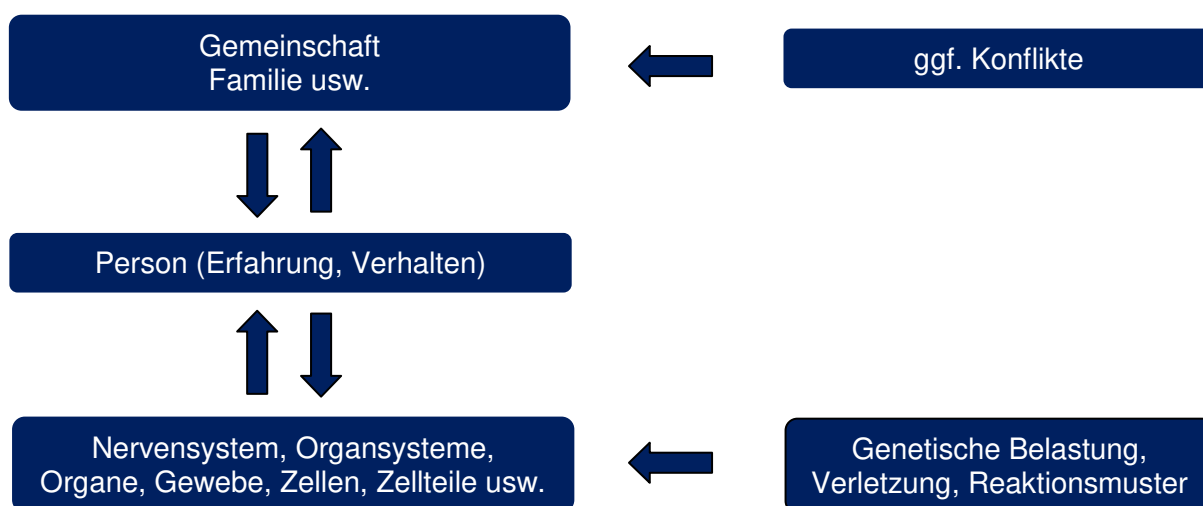 Gemeinschaft
Familie usw.
ggf. Konflikte
Person (Erfahrung, Verhalten)
Nervensystem, Organsysteme,
Organe, Gewebe, Zellen, Zellteile usw.
Genetische Belastung,
Verletzung, Reaktionsmuster